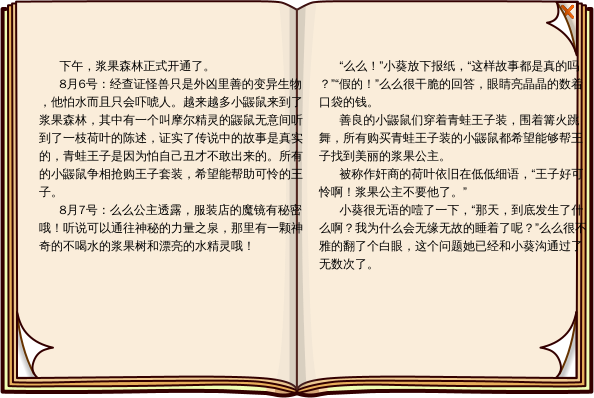 下午，浆果森林正式开通了。
8月6号：经查证怪兽只是外凶里善的变异生物
，他怕水而且只会吓唬人。越来越多小鼹鼠来到了
浆果森林，其中有一个叫摩尔精灵的鼹鼠无意间听
到了一枝荷叶的陈述，证实了传说中的故事是真实
的，青蛙王子是因为怕自己丑才不敢出来的。所有
的小鼹鼠争相抢购王子套装，希望能帮助可怜的王
子。
8月7号：么么公主透露，服装店的魔镜有秘密
哦！听说可以通往神秘的力量之泉，那里有一颗神
奇的不喝水的浆果树和漂亮的水精灵哦！
“么么！”小葵放下报纸，“这样故事都是真的吗
？”“假的！”么么很干脆的回答，眼睛亮晶晶的数着
口袋的钱。
善良的小鼹鼠们穿着青蛙王子装，围着篝火跳
舞，所有购买青蛙王子装的小鼹鼠都希望能够帮王
子找到美丽的浆果公主。
被称作奸商的荷叶依旧在低低细语，“王子好可
怜啊！浆果公主不要他了。”
小葵很无语的噎了一下，“那天，到底发生了什
么啊？我为什么会无缘无故的睡着了呢？”么么很不
雅的翻了个白眼，这个问题她已经和小葵沟通过了
无数次了。